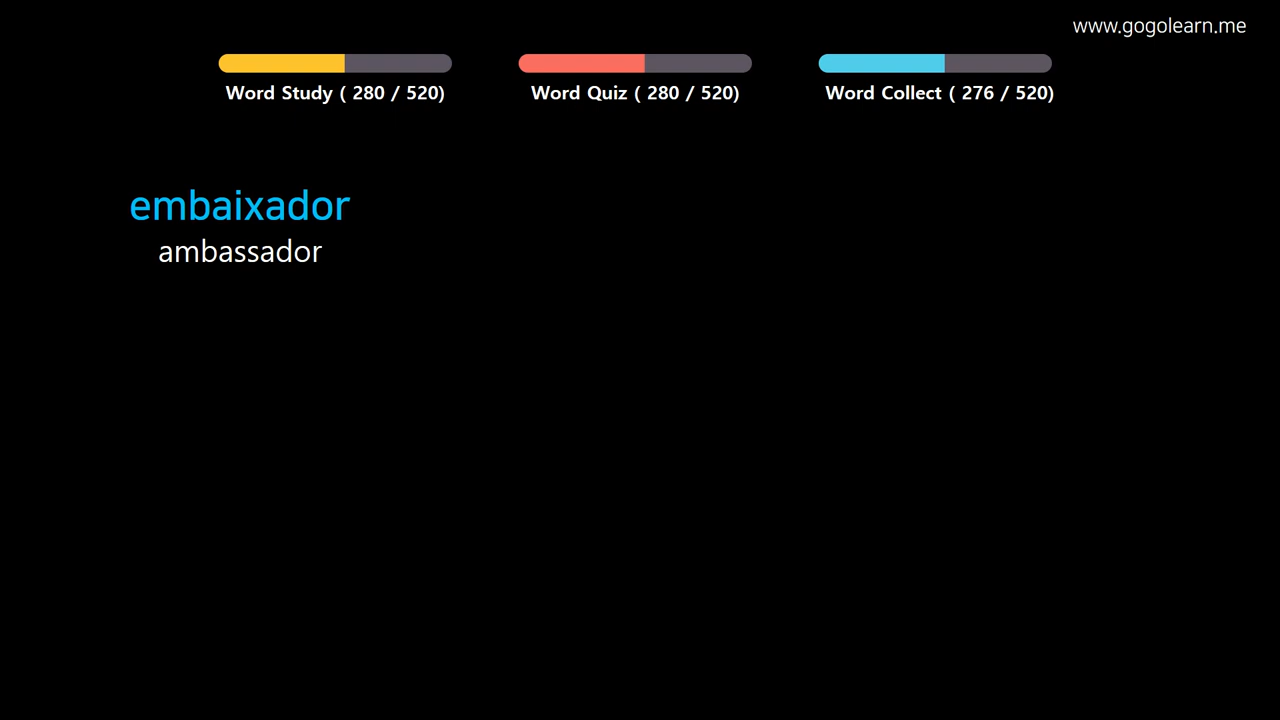 www.gogolearn.me
Word Study ( 280 / 520)
Word Quiz ( 280 / 520)
Word Collect ( 276 / 520)
embaixador
ambassador